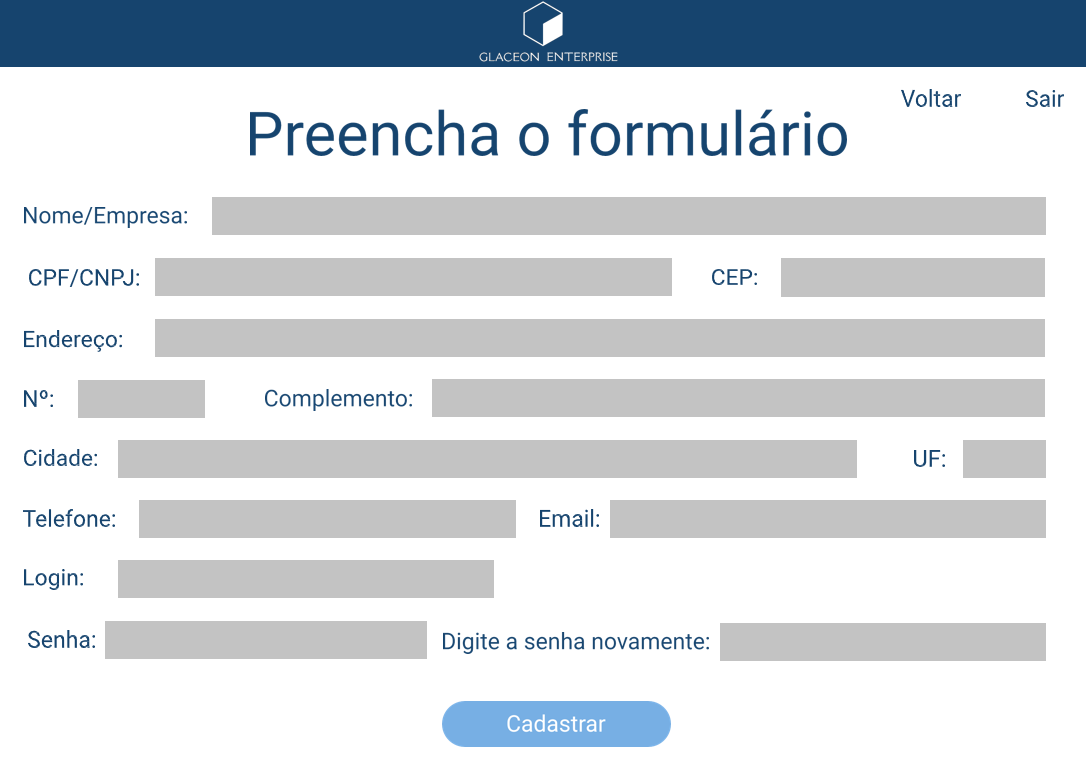 GLACEON ENTERPRISE
Voltar Sair
Preencha o formulário
Nome/Empresa:
CPF/CNPJ: CEP:
Endereço:
Nº: Complemento:
Cidade: UF:
Telefone: Email:
Login:
Senha: Digite a senha novamente:
Cadastrar